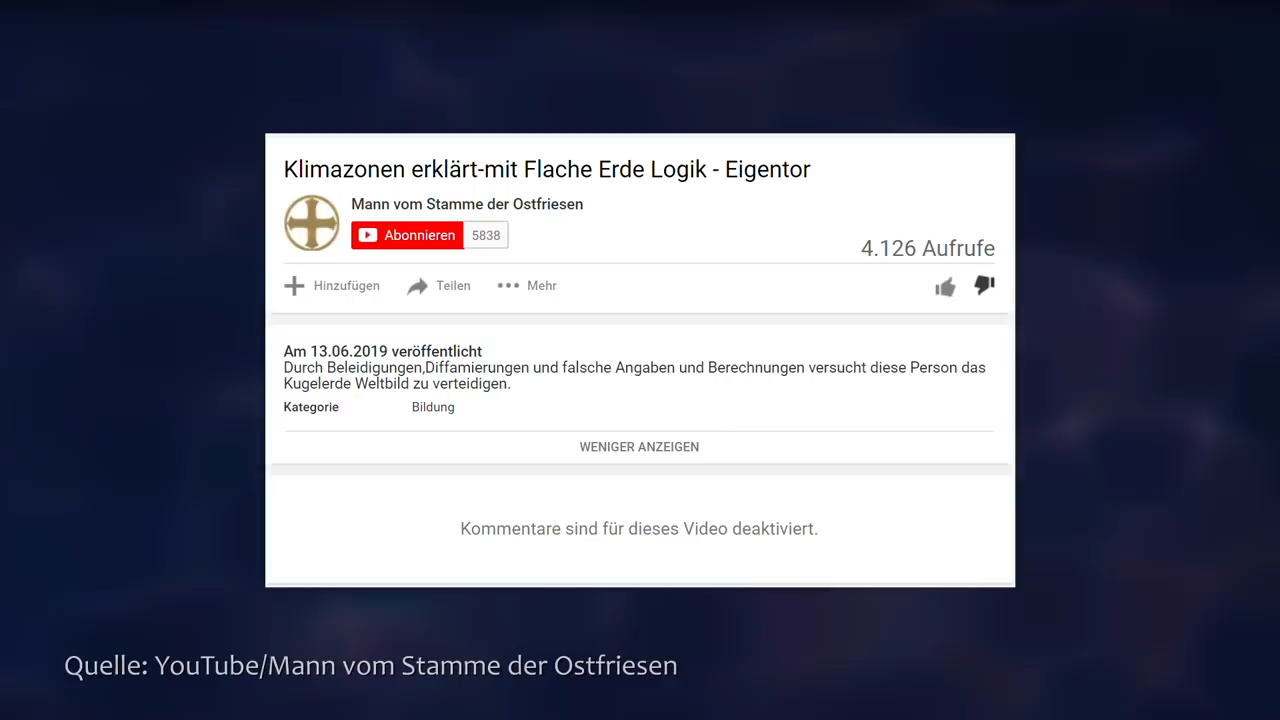 Klimazonen erklärt-mit Flache Erde Logik - Eigentor
Mann vom Stamme der Ostfriesen
Abonnieren 5838
4.126 Aufrufe
Hinzufügen Teilen Mehr
Am 13.06.2019 veröffentlicht
Durch Beleidigungen,Diffamierungen und falsche Angaben und Berechnungen versucht diese Person das
Kugelerde Weltbild zu verteidigen.
Kategorie Bildung
WENIGER ANZEIGEN
Kommentare sind für dieses Video deaktiviert.
Quelle: YouTube/Mann vom Stamme der Ostfriesen